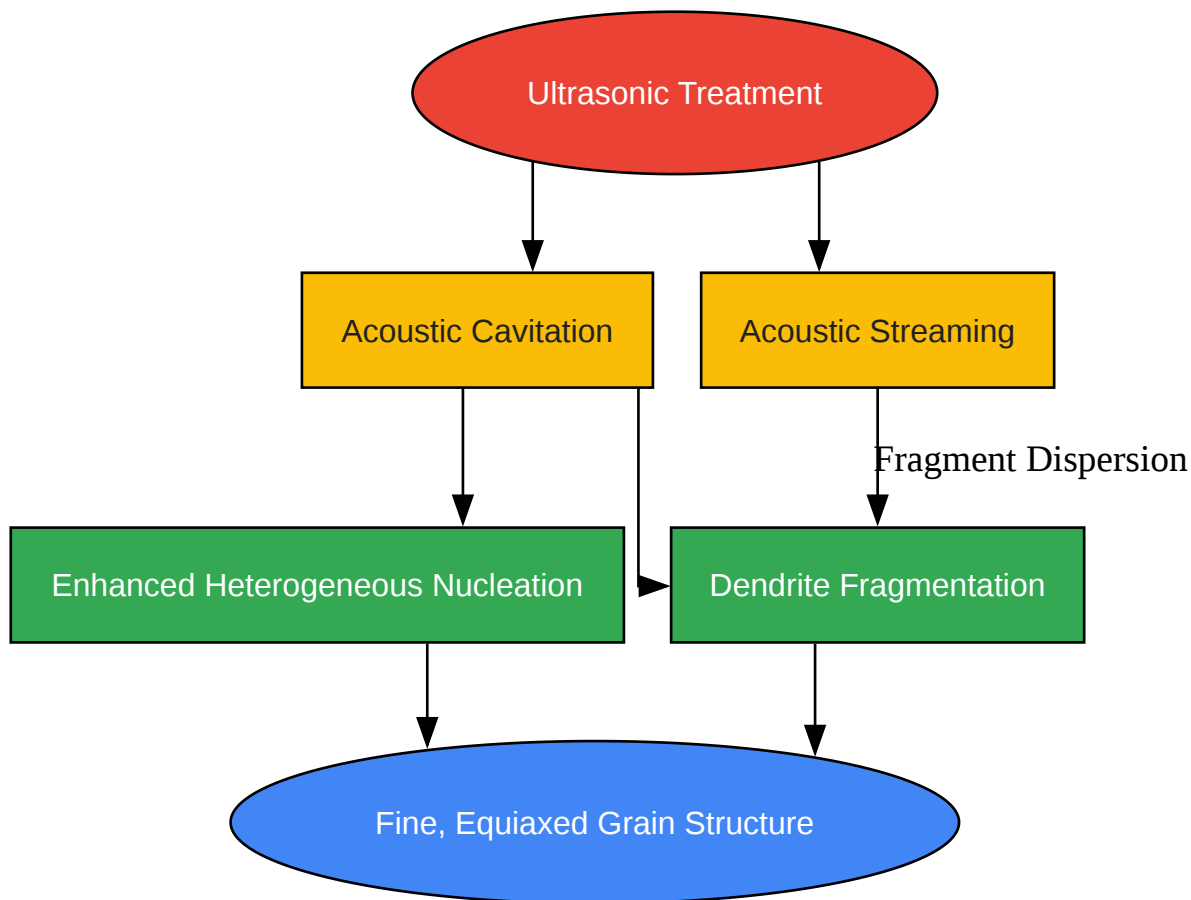 Ultrasonic Treatment
Acoustic Cavitation
Acoustic Streaming
Fragment Dispersion
Enhanced Heterogeneous Nucleation
Dendrite Fragmentation
Fine, Equiaxed Grain Structure